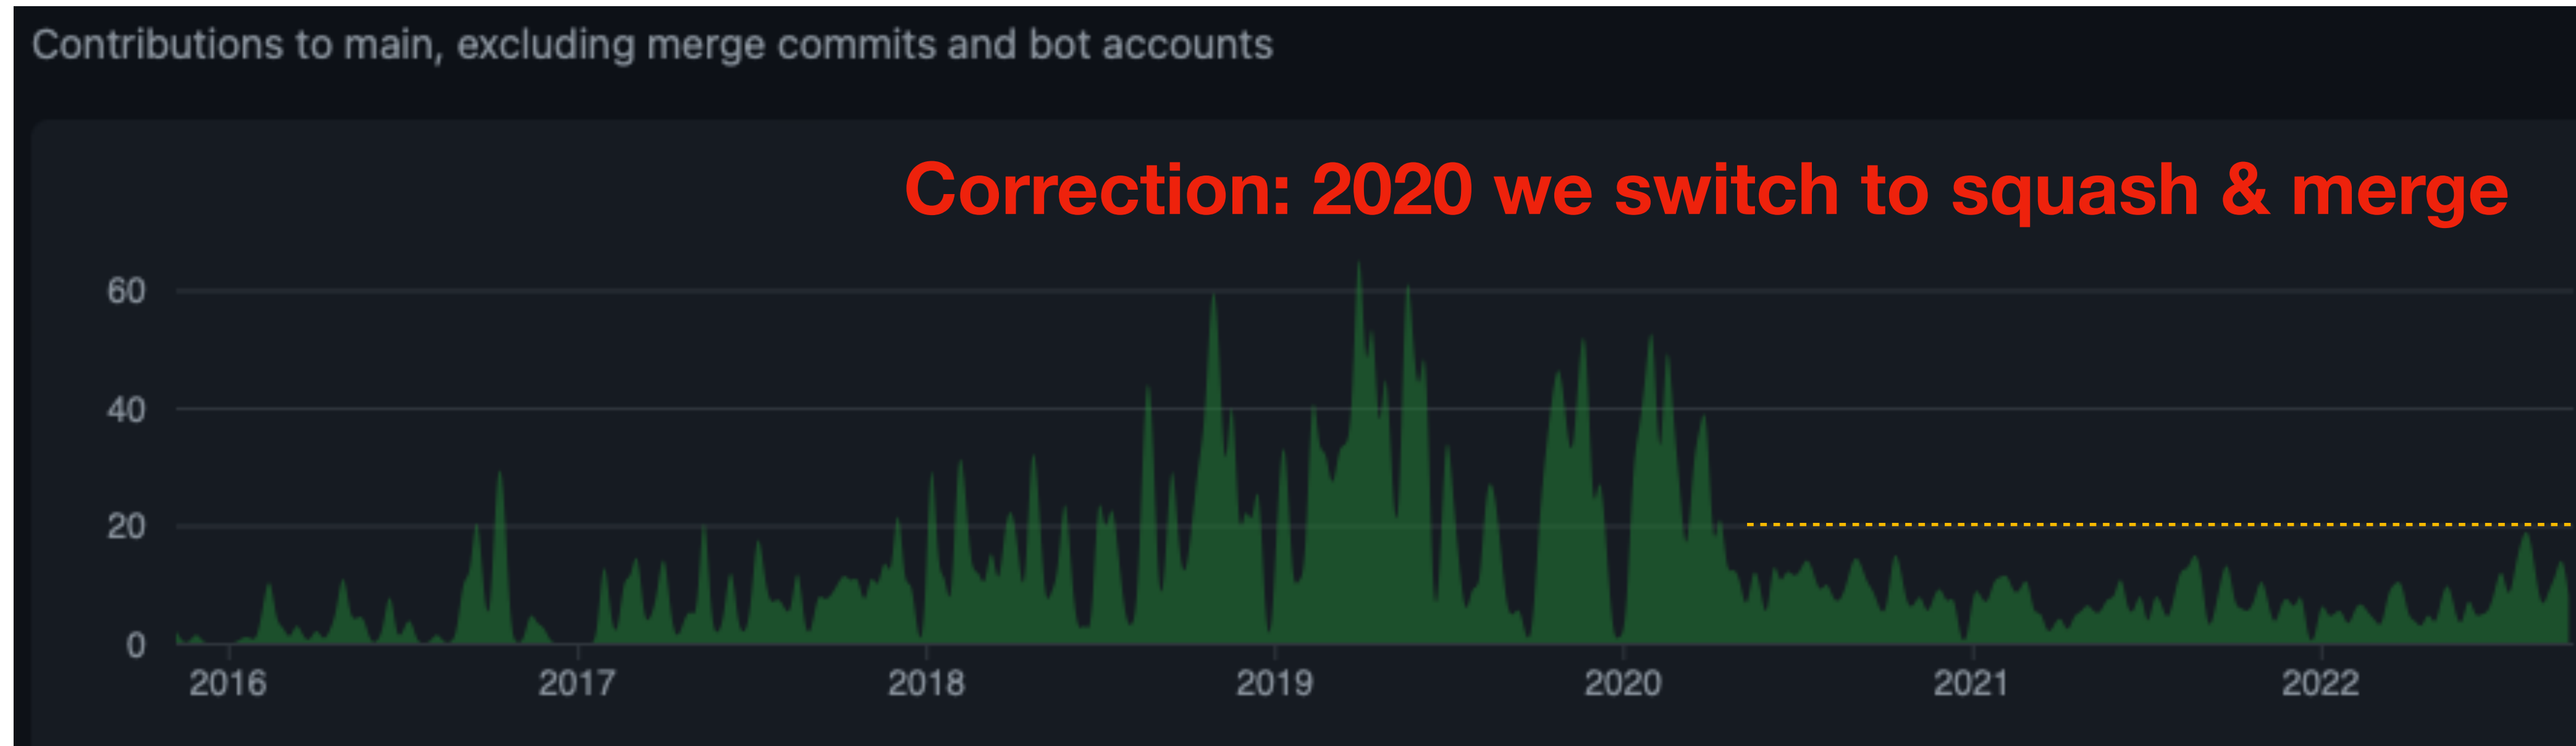 Contributions to main, excluding merge commits and bot accounts
Correction: 2020 we switch to squash & merge
60
40
20
0
2016 2017 2018 2019 2020 2021 2022